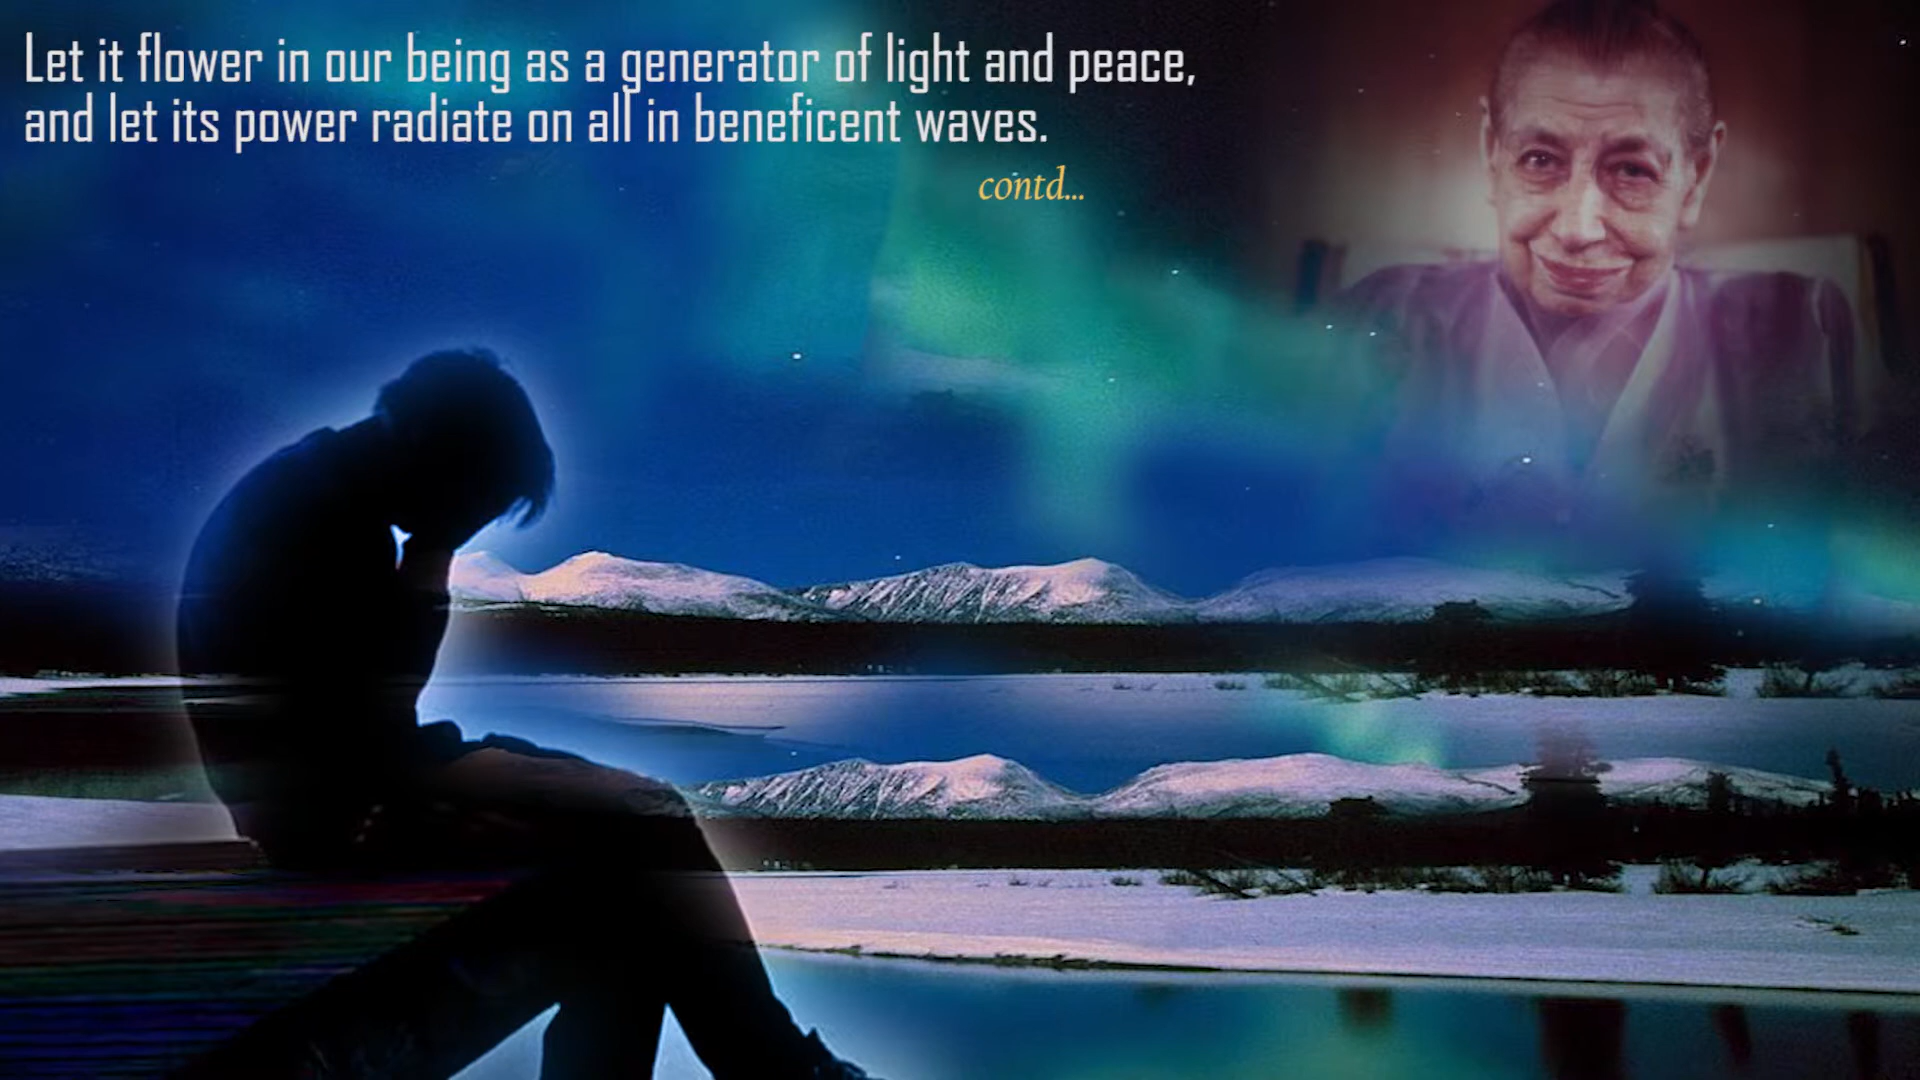 Let it flower in our being as a generator of light and peace,
and let its power radiate on all in beneficent waves.
contd...